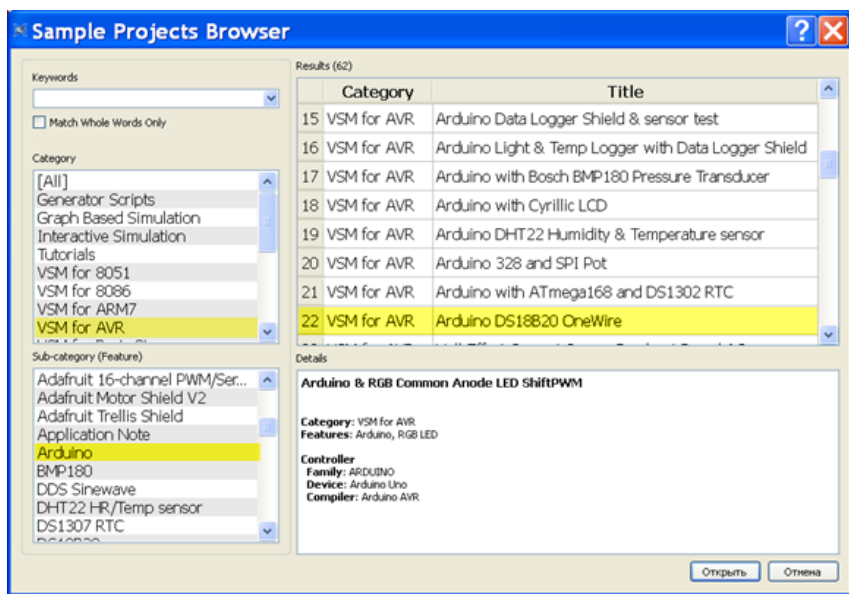 Sample Projects Browser
Keywords
Match Whole Words Only
Category
[All]
Generator Scripts
Graph Based Simulation
Interactive Simulation
Tutorials
VSM for 8051
VSM for 8086
VSM for ARM7
VSM for AVR
Sub-category (Feature)
Adafruit 16-channel PWM/Ser...
Adafruit Motor Shield V2
Adafruit Trellis Shield
Application Note
Arduino
BMP180
DDS Sinewave
DHT22 HR/Temp sensor
DS1307 RTC
Results (62)
Category Title
15 VSM for AVR Arduino Data Logger Shield & sensor test
16 VSM for AVR Arduino Light & Temp Logger with Data Logger Shield
17 VSM for AVR Arduino with Bosch BMP180 Pressure Transducer
18 VSM for AVR Arduino with Cyrillic LCD
19 VSM for AVR Arduino DHT22 Humidity & Temperature sensor
20 VSM for AVR Arduino 328 and SPI Pot
21 VSM for AVR Arduino with ATmega168 and DS1302 RTC
22 VSM for AVR Arduino DS18B20 OneWire
Details
Arduino & RGB Common Anode LED ShiftPWM
Category: VSM for AVR
Features: Arduino, RGB LED
Controller
Family: ARDUINO
Device: Arduino Uno
Compiler: Arduino AVR
Открыть Отмена